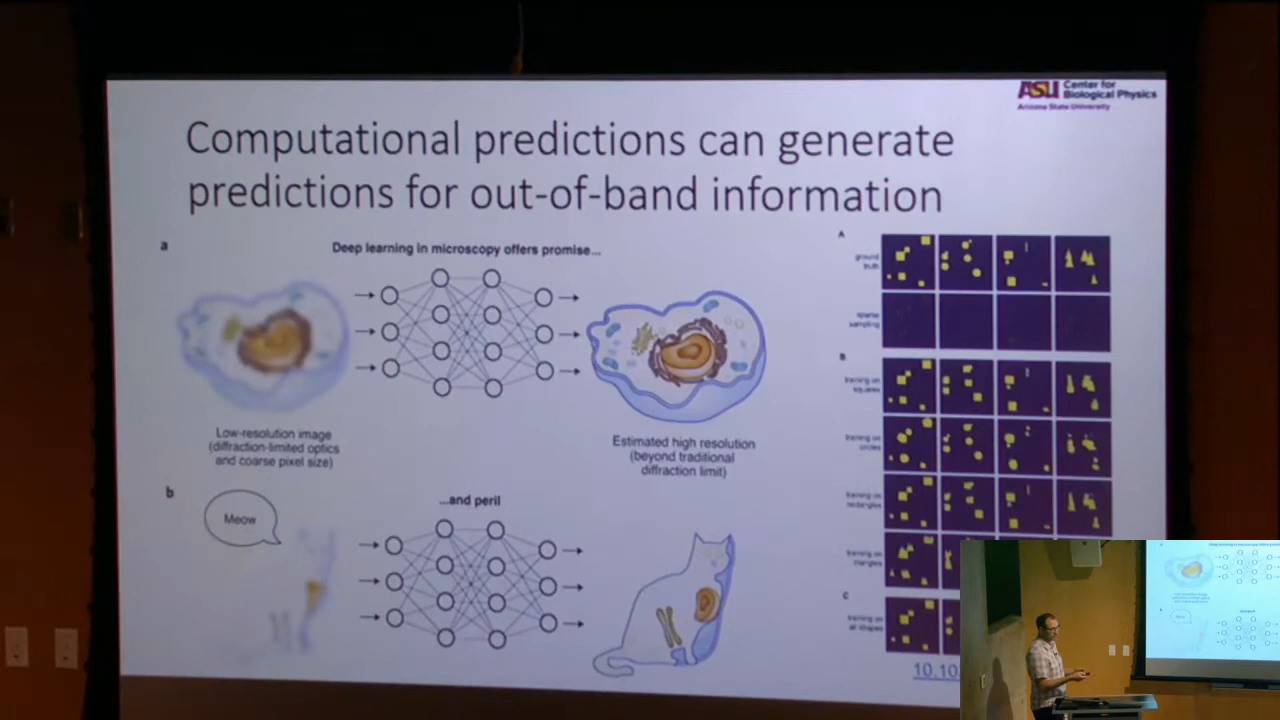 ASU Center for
Biological Physics
Arizona State University
Computational predictions can generate
predictions for out-of-band information
a
Deep learning in microscopy offers promise...
Low-resolution image
(diffraction-limited optics
and coarse pixel size)
Estimated high resolution
(beyond traditional
diffraction limit)
b
...and peril
Meow
A
ground
truth
sparse
sampling
B
training on
squares
training on
circles
training on
rectangles
training on
triangles
C
training on
all shapes
10.10